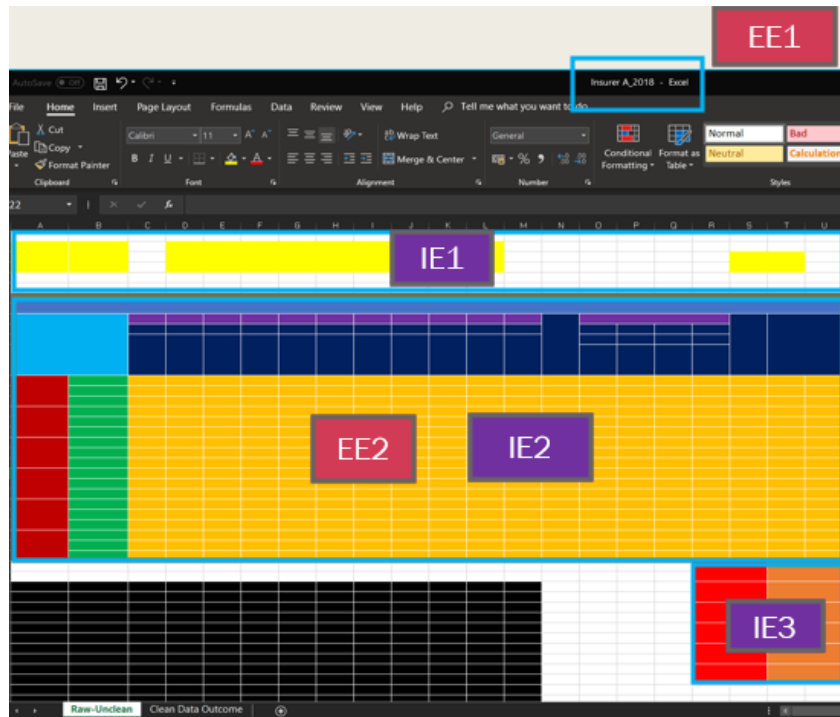 EE1
AutoSave Off
Insurer A_2018 - Excel
File Home Insert Page Layout Formulas Data Review View Help Tell me what you want to do
Paste
Cut
Copy
Format Painter
Calibri 11
Wrap Text
Merge & Center
General
Conditional Formatting
Format as Table
Normal Bad
Neutral Calculation
Clipboard Font Alignment Number Styles
22
A B C D E F G H I J K L M N O P Q R S T U
IE1
EE2 IE2
IE3
Raw-Unclean Clean Data Outcome